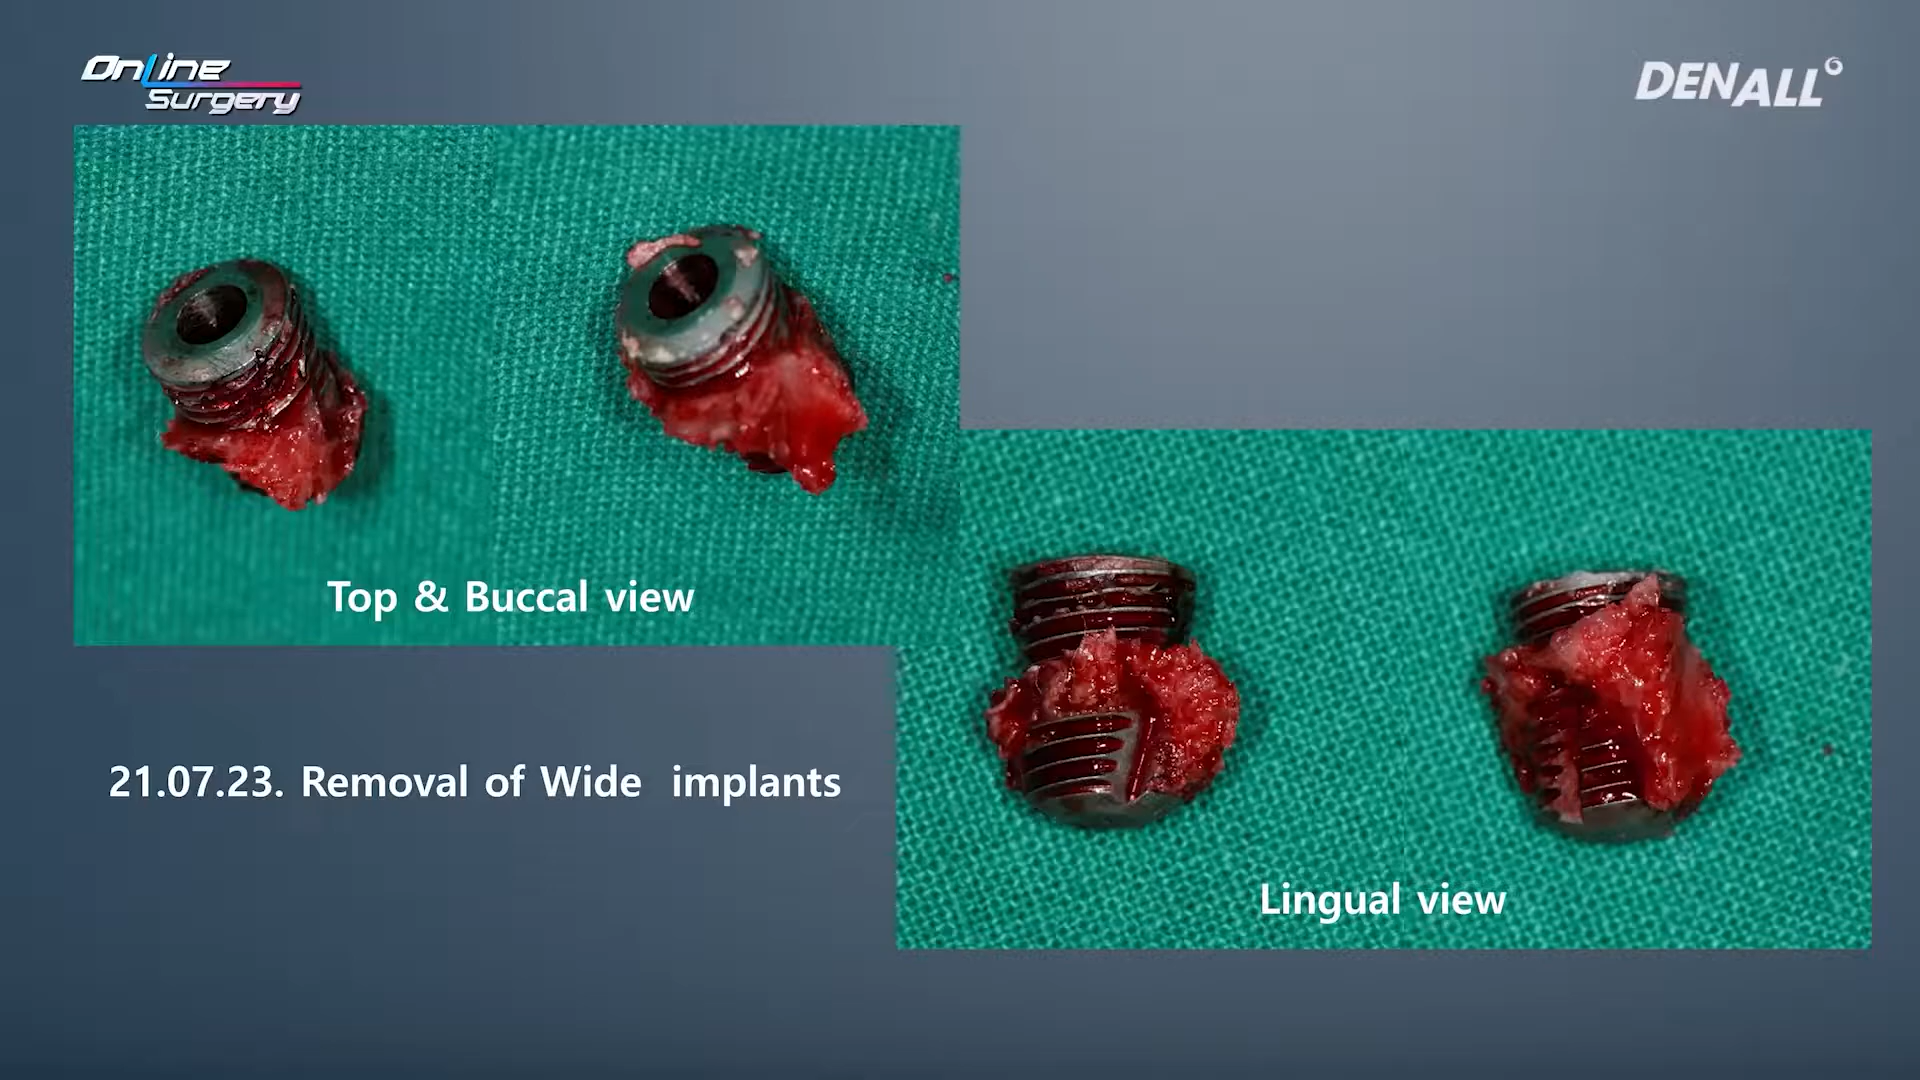 OnLine
Surgery
DENALL
Top & Buccal view
21.07.23. Removal of Wide implants
Lingual view